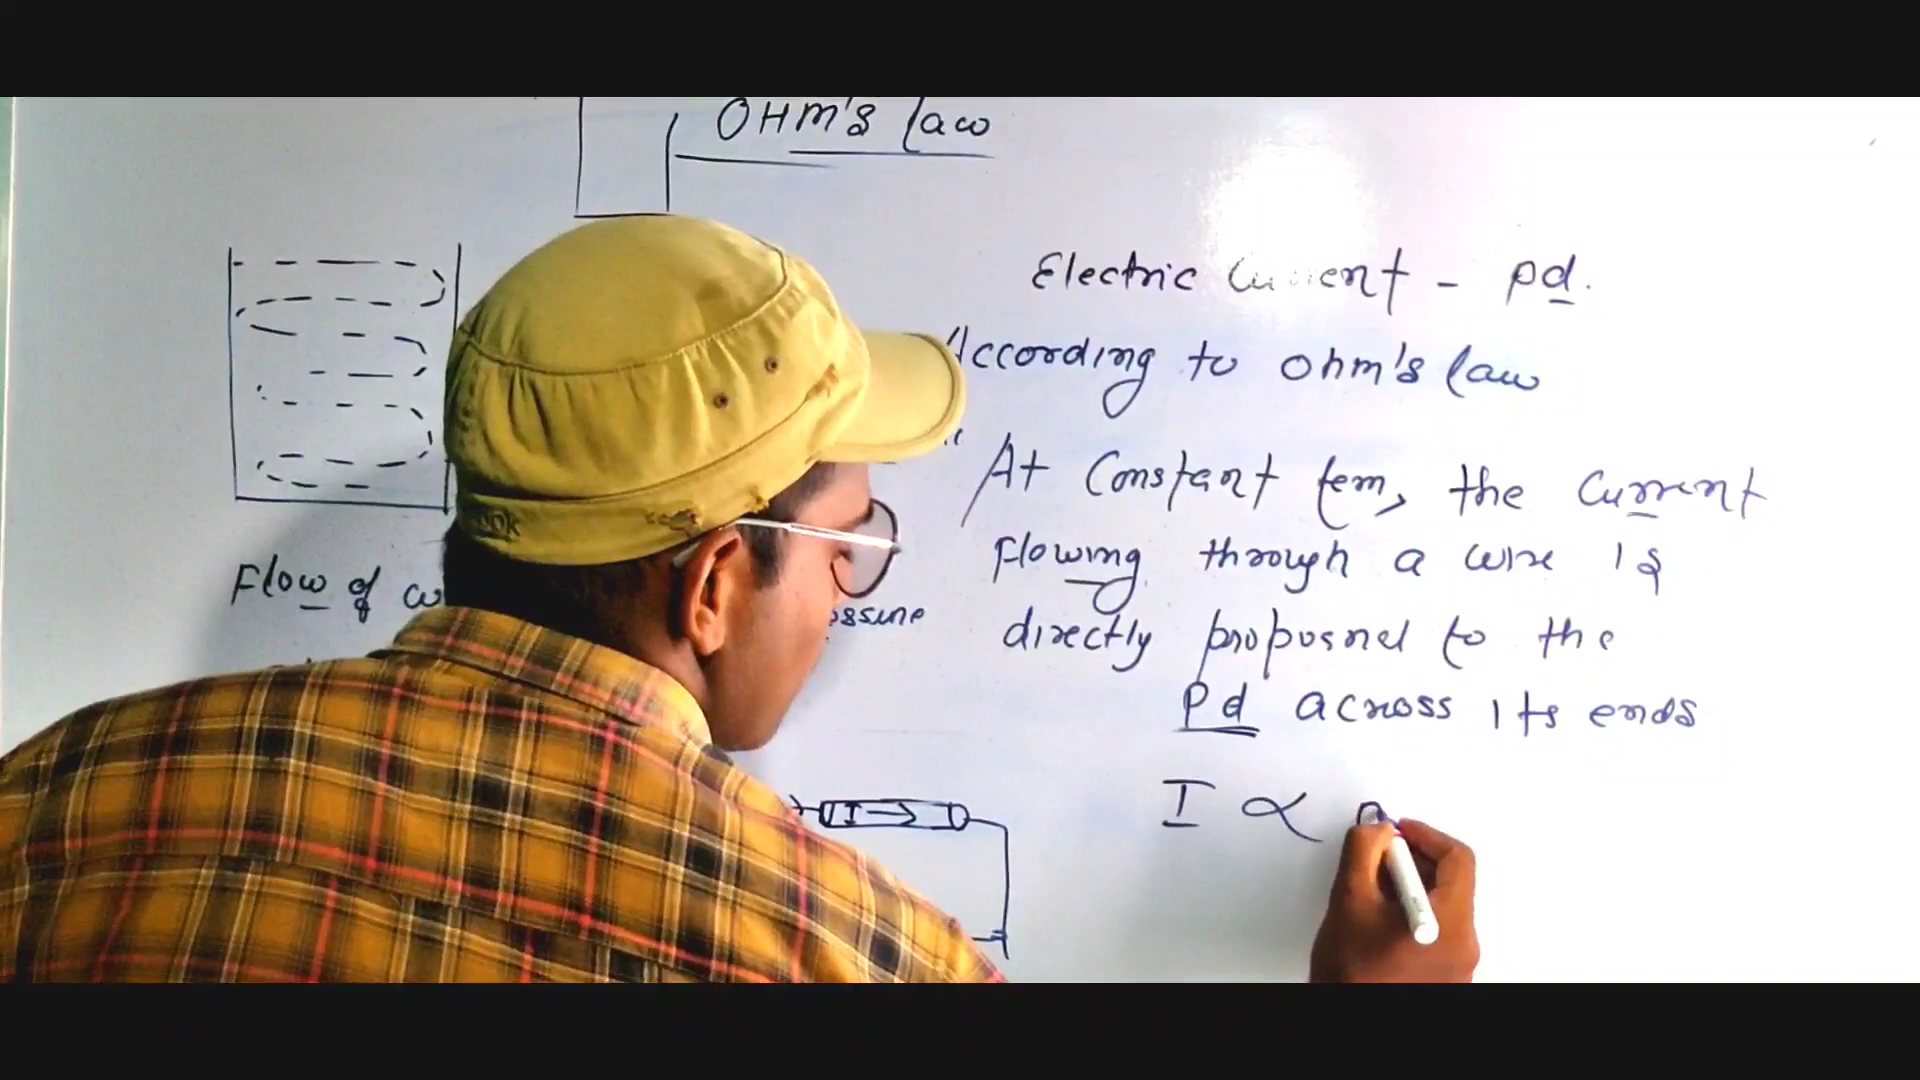 OHM's law
Electric Current - pd.
According to Ohm's law
" At Constant tem, the Current
Flowing through a wire is
directly proposnel to the
Pd across its ends
I ∝
Flow of
I →